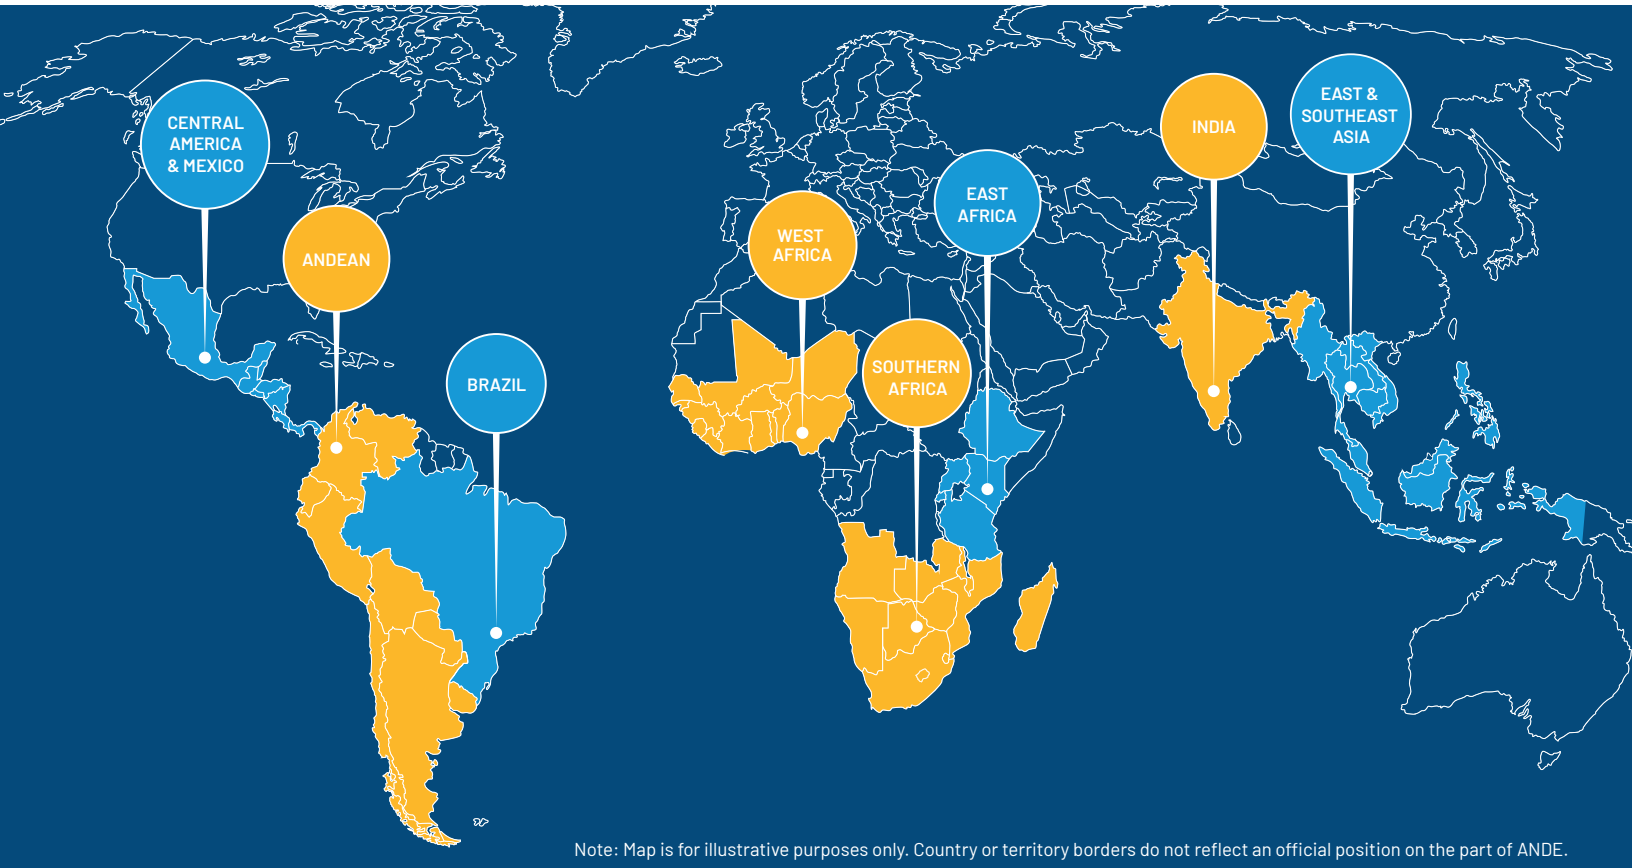 CENTRAL
AMERICA
& MEXICO
ANDEAN
BRAZIL
WEST
AFRICA
SOUTHERN
AFRICA
EAST
AFRICA
INDIA
EAST &
SOUTHEAST
ASIA
Note: Map is for illustrative purposes only. Country or territory borders do not reflect an official position on the part of ANDE.